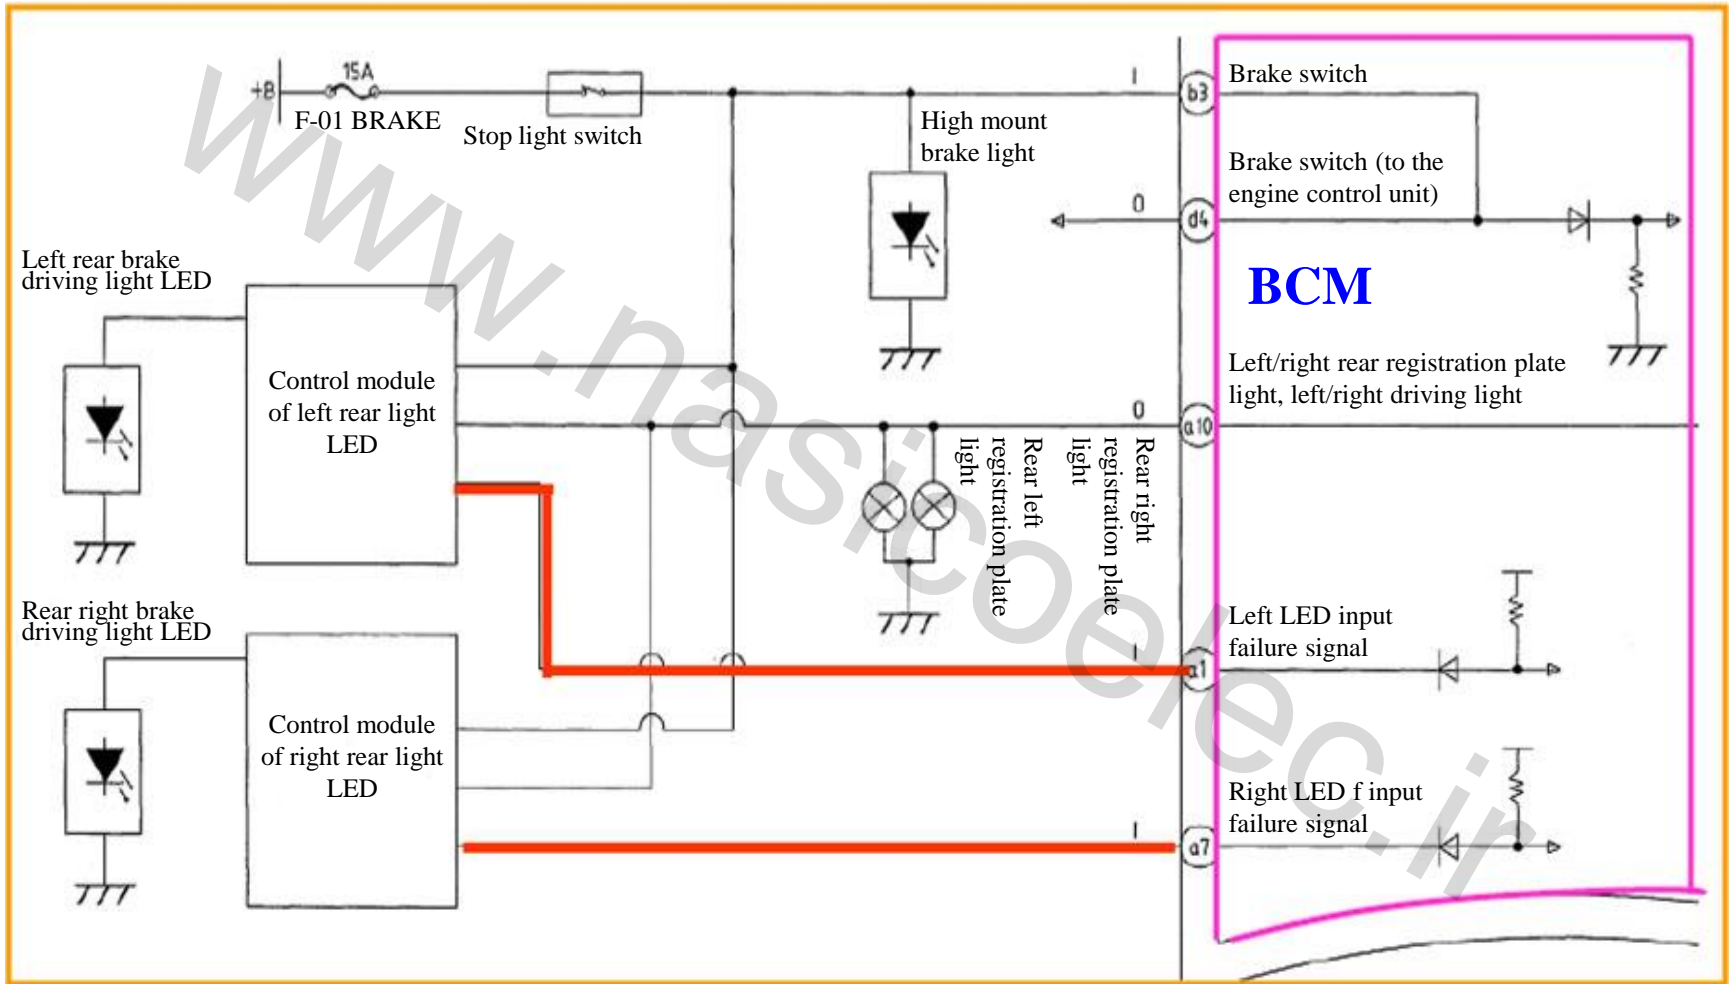 15A
+B
F-01 BRAKE
Stop light switch
High mount
brake light
I
b3
Brake switch
0
d4
Brake switch (to the
engine control unit)
BCM
Left rear brake
driving light LED
Control module
of left rear light
LED
Left/right rear registration plate
light, left/right driving light
0
a10
Rear right
registration plate
light
Rear left
registration plate
light
Rear right brake
driving light LED
Control module
of right rear light
LED
I
a1
Left LED input
failure signal
I
a7
Right LED f input
failure signal
www.nasicoelec.ir